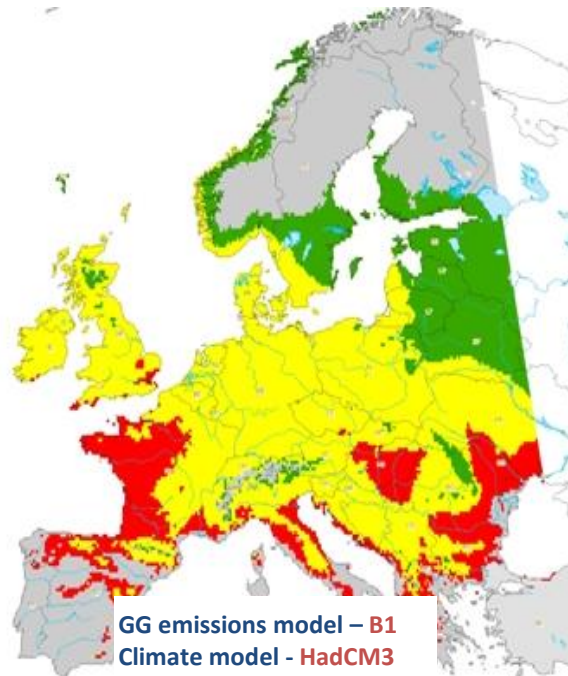 GG emissions model – B1
Climate model - HadCM3